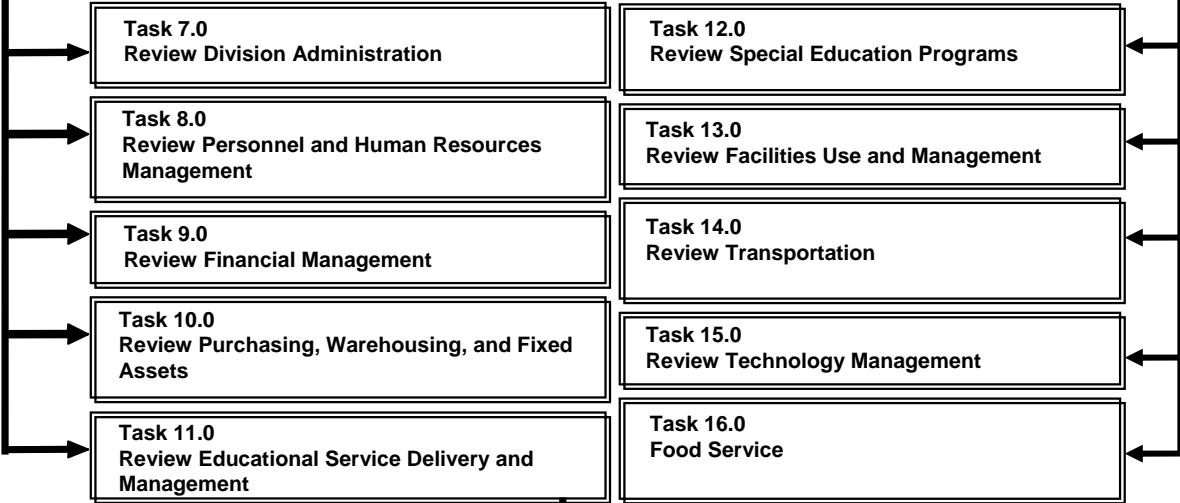 Task 7.0
Review Division Administration
Task 8.0
Review Personnel and Human Resources
Management
Task 9.0
Review Financial Management
Task 10.0
Review Purchasing, Warehousing, and Fixed
Assets
Task 11.0
Review Educational Service Delivery and
Management
Task 12.0
Review Special Education Programs
Task 13.0
Review Facilities Use and Management
Task 14.0
Review Transportation
Task 15.0
Review Technology Management
Task 16.0
Food Service